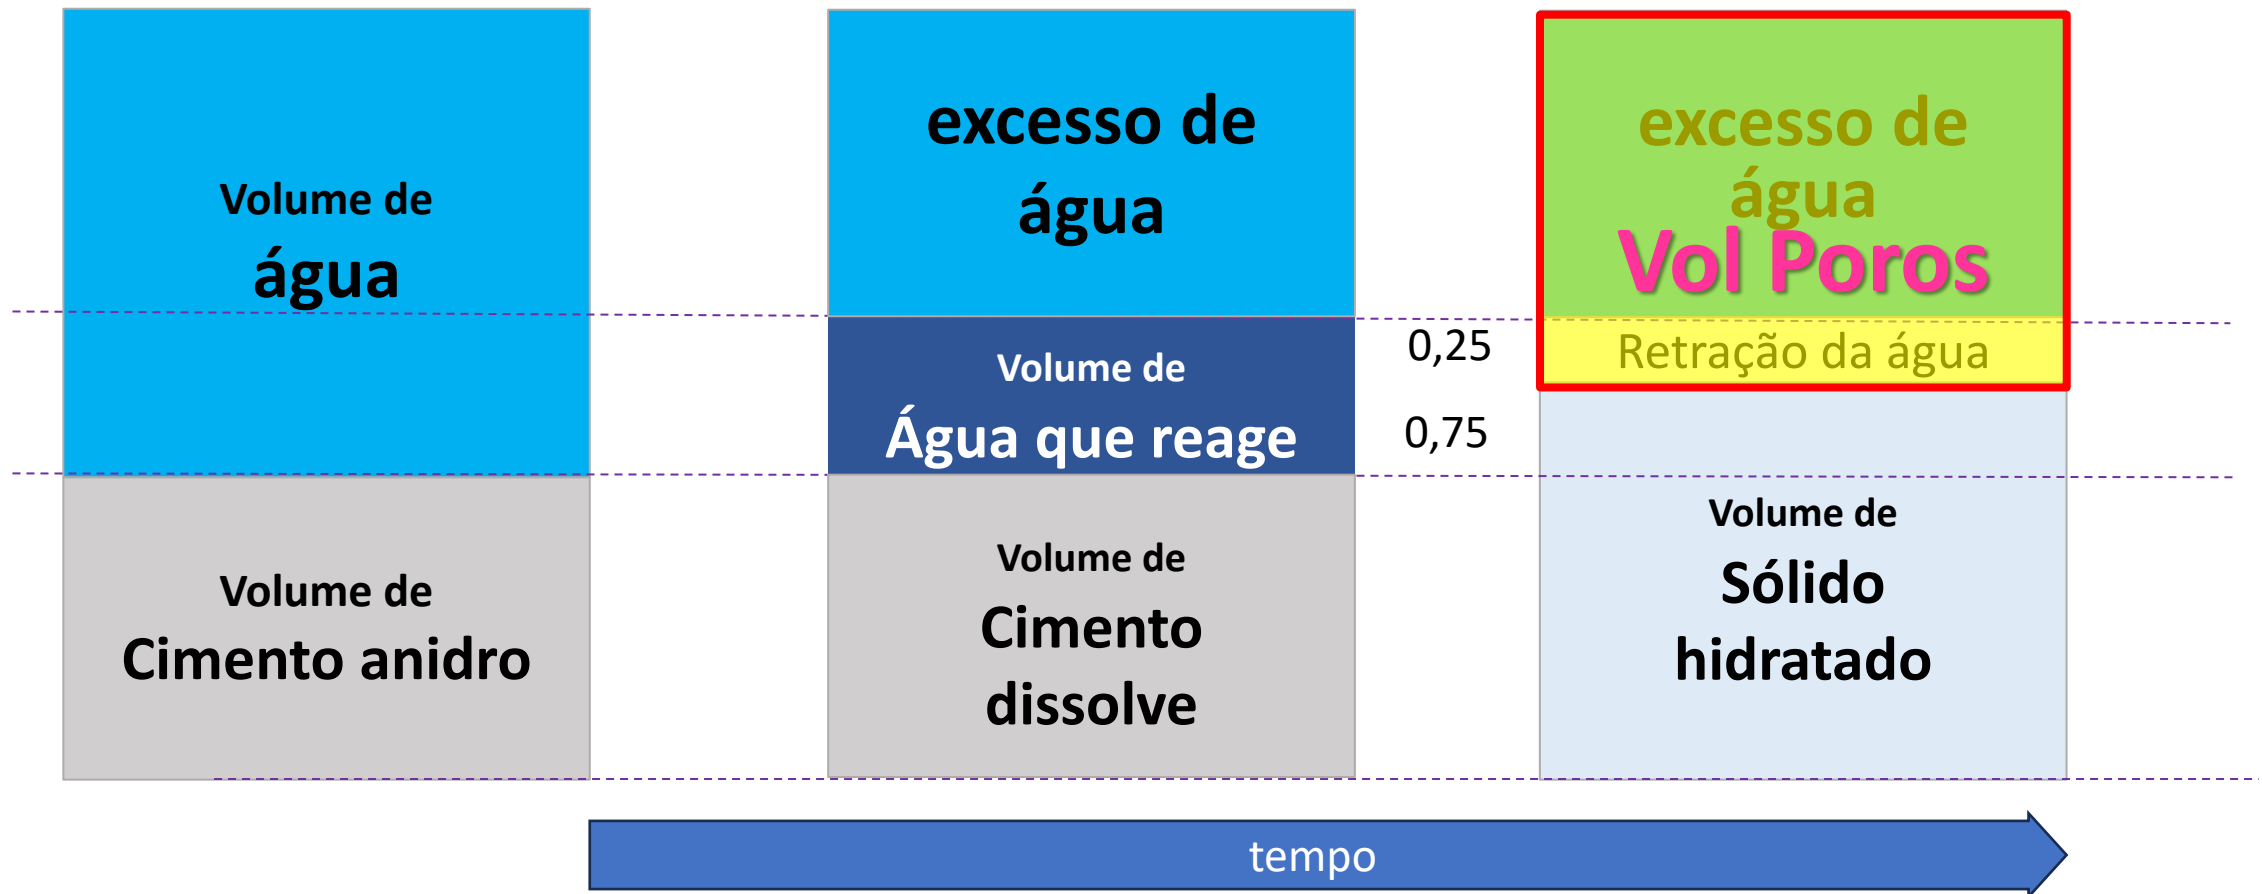 Volume de
água
Volume de
Cimento anidro
excesso de
água
Volume de
Água que reage
Volume de
Cimento
dissolve
0,25
0,75
excesso de
água
Vol Poros
Retração da água
Volume de
Sólido
hidratado
tempo